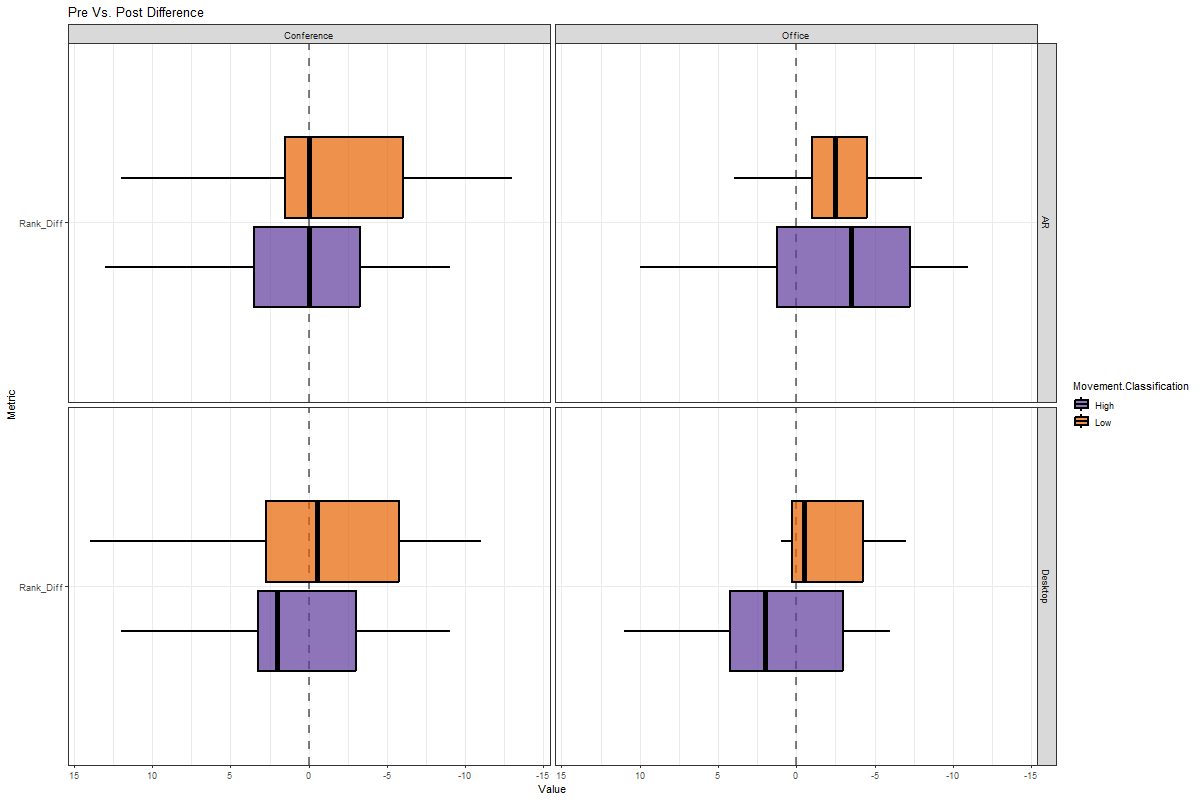 Pre Vs. Post Difference
Conference
Office
Rank_Diff
AR
Metric
Movement.Classification
High
Low
Rank_Diff
Desktop
15 10 5 0 -5 -10 -15 15 10 5 0 -5 -10 -15
Value